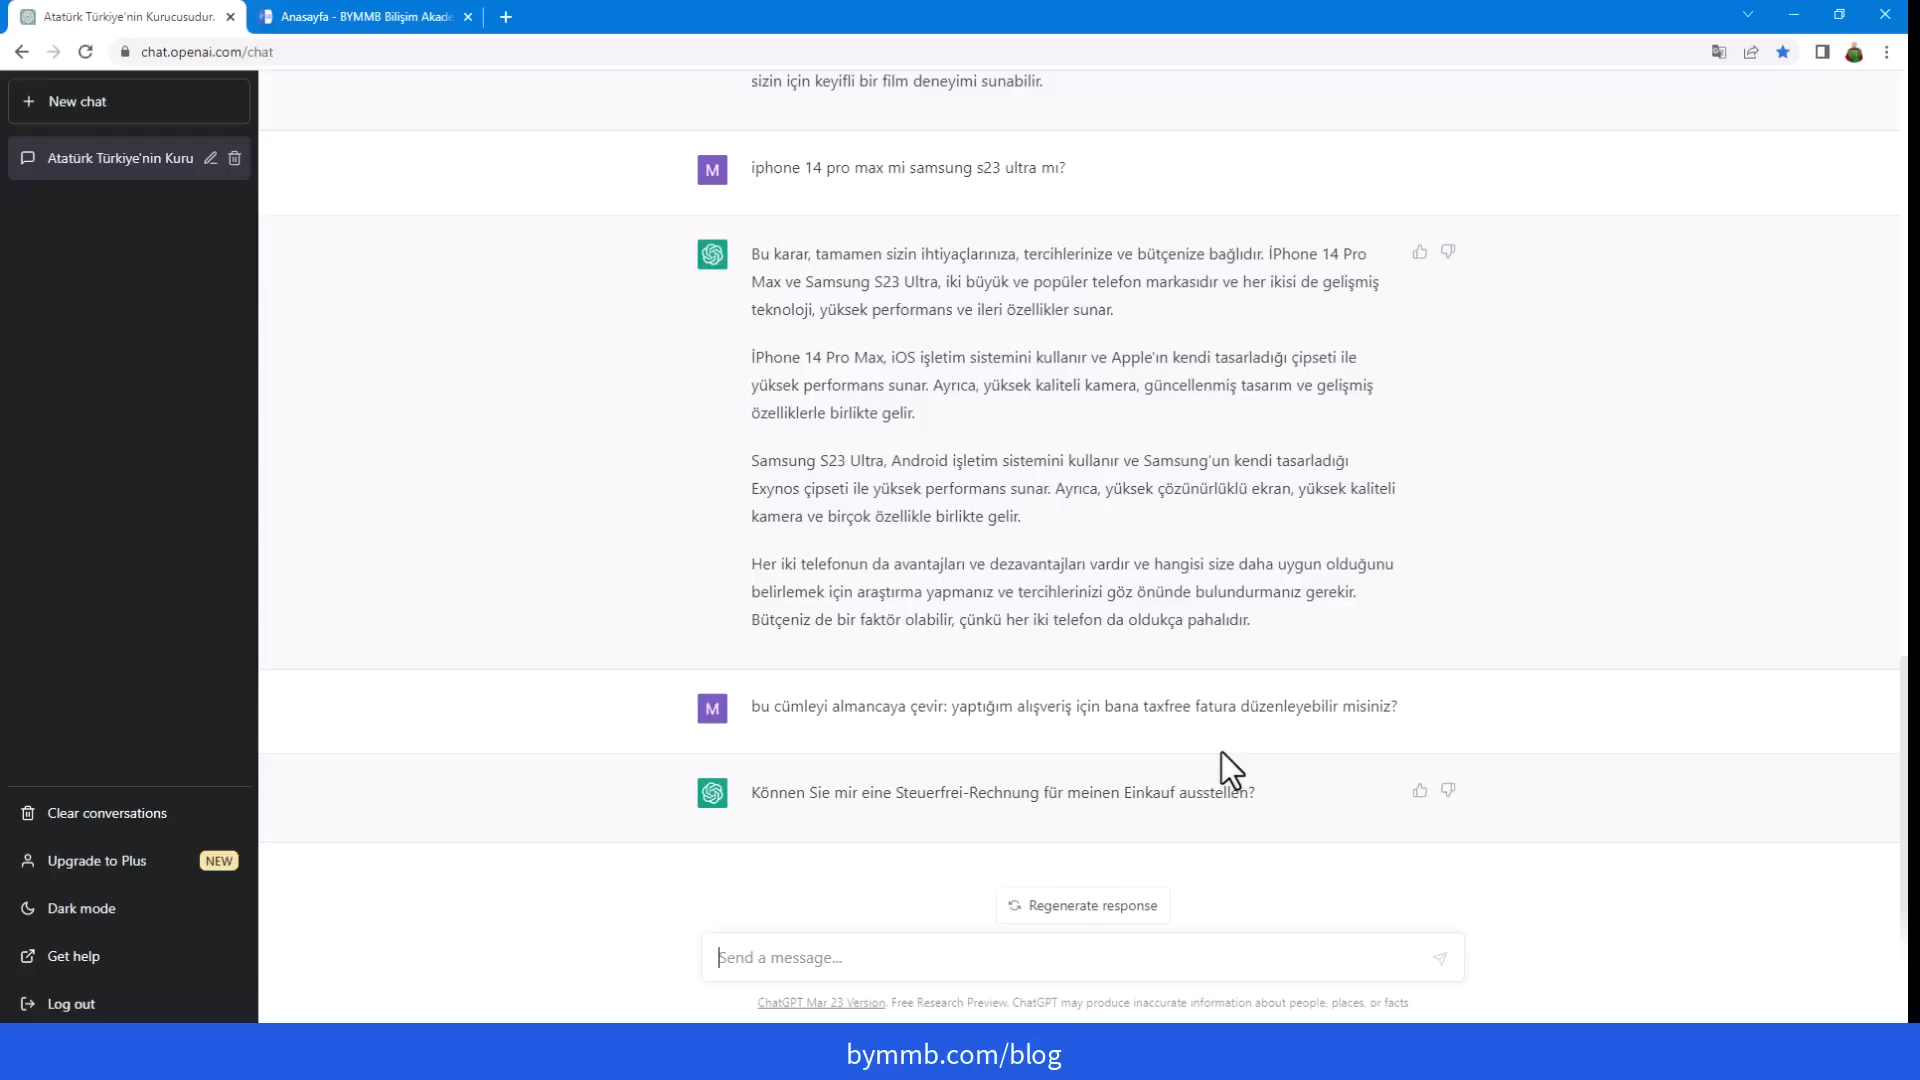 Atatürk Türkiye'nin Kurucusudur.
Anasayfa - BYMMB Bilişim Akade
chat.openai.com/chat
New chat
Atatürk Türkiye'nin Kuru
sizin için keyifli bir film deneyimi sunabilir.
M
iphone 14 pro max mi samsung s23 ultra mı?
Bu karar, tamamen sizin ihtiyaçlarınıza, tercihlerinize ve bütçenize bağlıdır. İPhone 14 Pro
Max ve Samsung S23 Ultra, iki büyük ve popüler telefon markasıdır ve her ikisi de gelişmiş
teknoloji, yüksek performans ve ileri özellikler sunar.
İPhone 14 Pro Max, iOS işletim sistemini kullanır ve Apple'ın kendi tasarladığı çipseti ile
yüksek performans sunar. Ayrıca, yüksek kaliteli kamera, güncellenmiş tasarım ve gelişmiş
özelliklerle birlikte gelir.
Samsung S23 Ultra, Android işletim sistemini kullanır ve Samsung'un kendi tasarladığı
Exynos çipseti ile yüksek performans sunar. Ayrıca, yüksek çözünürlüklü ekran, yüksek kaliteli
kamera ve birçok özellikle birlikte gelir.
Her iki telefonun da avantajları ve dezavantajları vardır ve hangisi size daha uygun olduğunu
belirlemek için araştırma yapmanız ve tercihlerinizi göz önünde bulundurmanız gerekir.
Bütçeniz de bir faktör olabilir, çünkü her iki telefon da oldukça pahalıdır.
M
bu cümleyi almancaya çevir: yaptığım alışveriş için bana taxfree fatura düzenleyebilir misiniz?
Können Sie mir eine Steuerfrei-Rechnung für meinen Einkauf ausstellen?
Clear conversations
Upgrade to Plus NEW
Dark mode
Get help
Log out
Regenerate response
Send a message...
ChatGPT Mar 23 Version. Free Research Preview. ChatGPT may produce inaccurate information about people, places, or facts
bymmb.com/blog